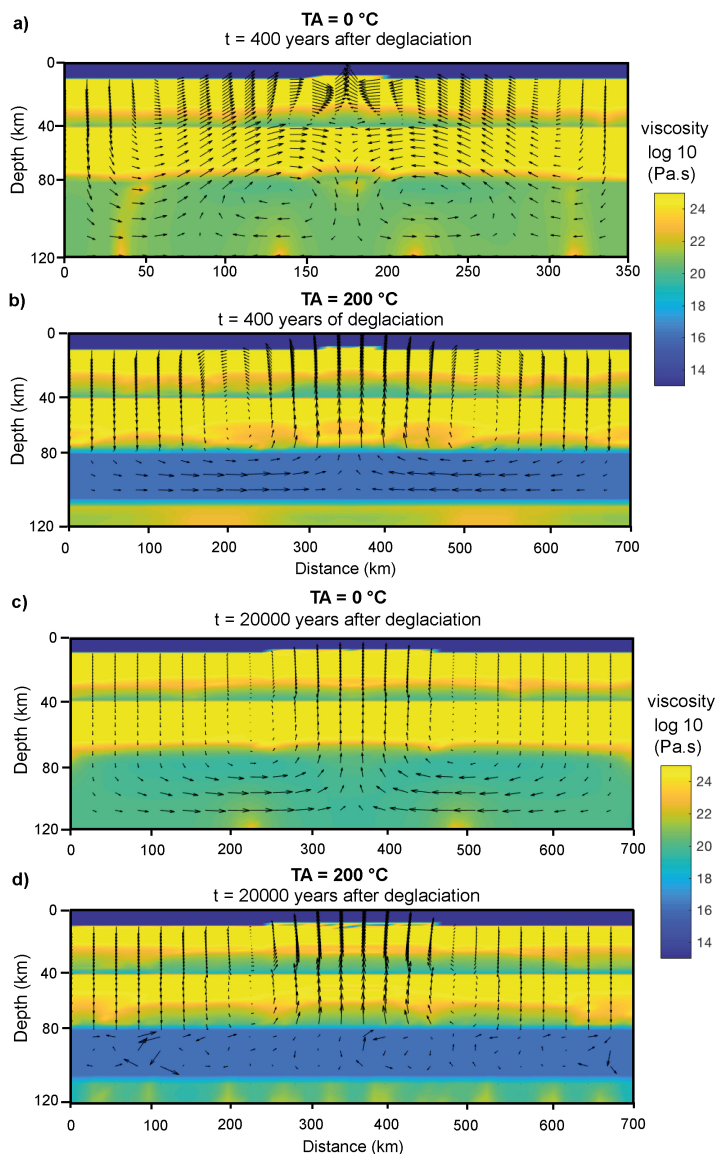 a)
TA = 0 °C
t = 400 years after deglaciation
0
40
80
120
Depth (km)
0 50 100 150 200 250 300 350
viscosity
log 10
(Pa.s)
24
22
20
18
16
14
b)
TA = 200 °C
t = 400 years of deglaciation
0
40
80
120
Depth (km)
0 100 200 300 400 500 600 700
Distance (km)
c)
TA = 0 °C
t = 20000 years after deglaciation
0
40
80
120
Depth (km)
0 100 200 300 400 500 600 700
viscosity
log 10
(Pa.s)
24
22
20
18
16
14
d)
TA = 200 °C
t = 20000 years after deglaciation
0
40
80
120
Depth (km)
0 100 200 300 400 500 600 700
Distance (km)